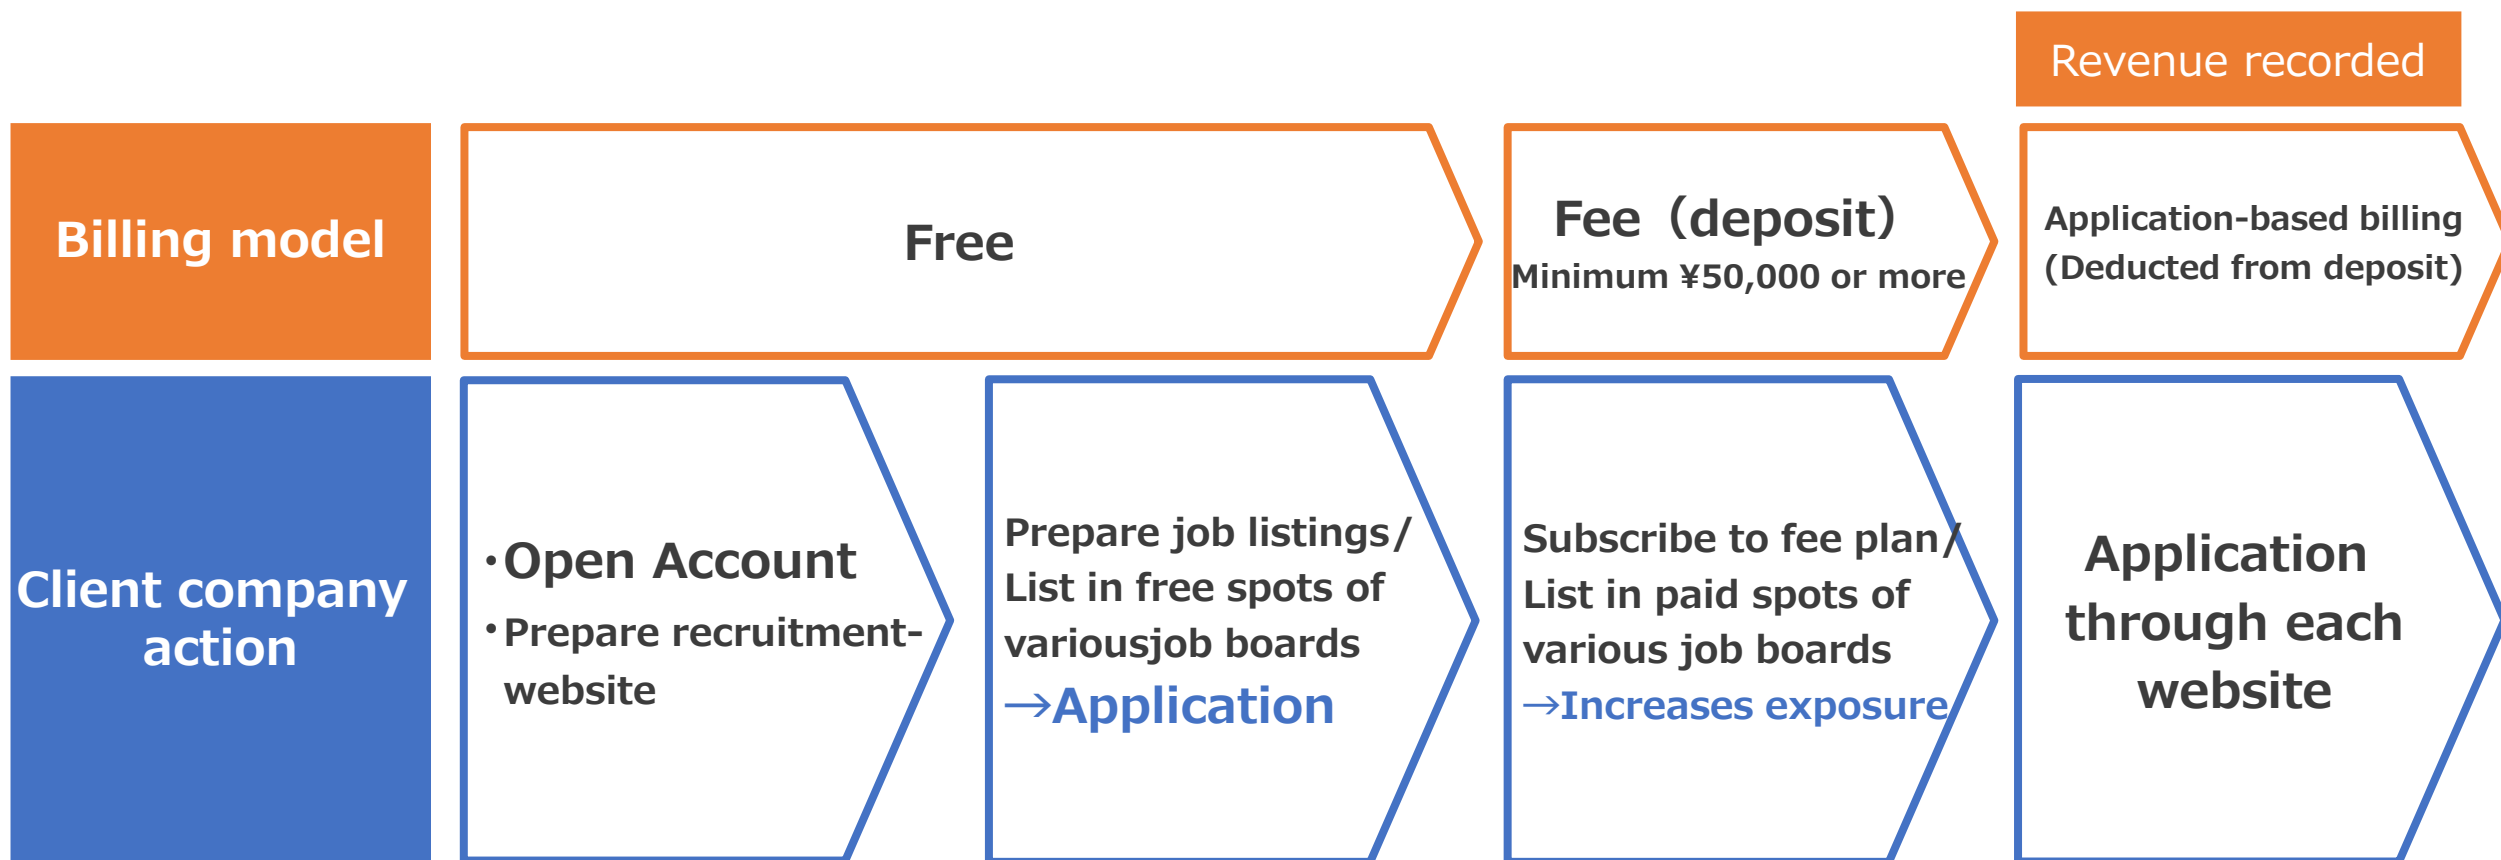 Revenue recorded
Billing model
Free
Fee（deposit）
Minimum ¥50,000 or more
Application-based billing
(Deducted from deposit)
Client company
action
・Open Account
・Prepare recruitment-
website
Prepare job listings/
List in free spots of
variousjob boards
→Application
Subscribe to fee plan/
List in paid spots of
various job boards
→Increases exposure
Application
through each
website